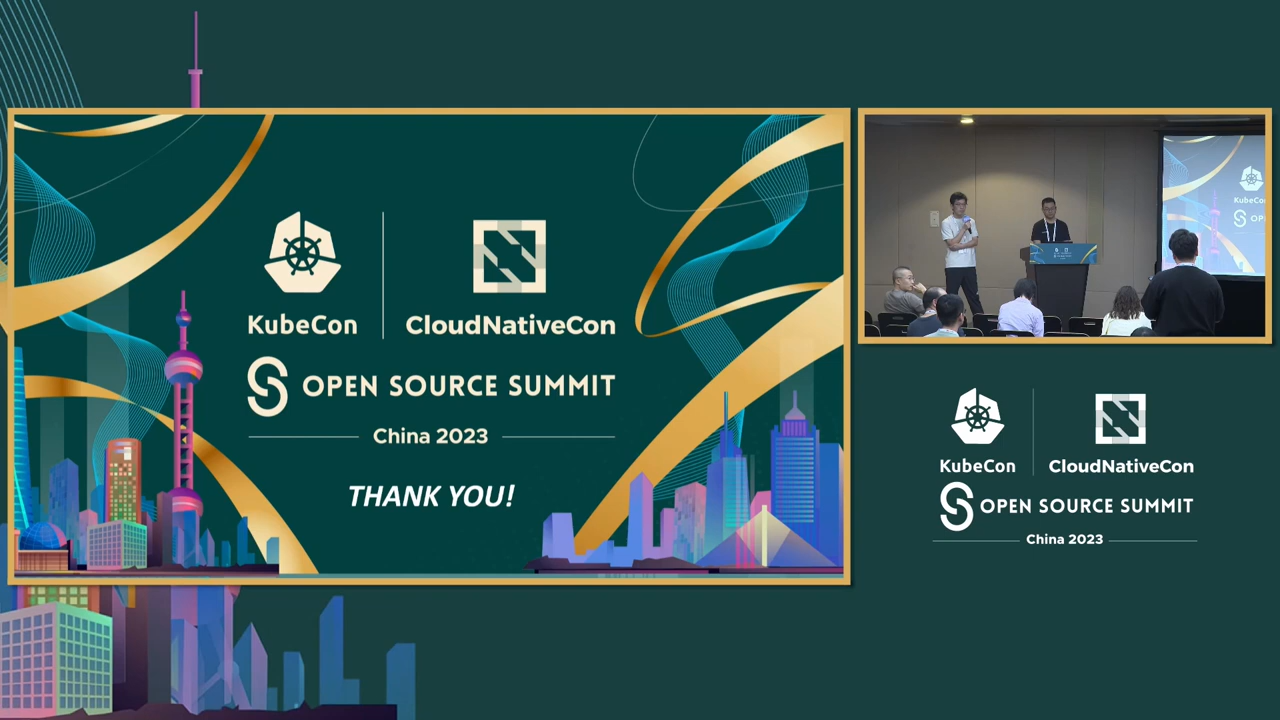 KubeCon
CloudNativeCon
OPEN SOURCE SUMMIT
China 2023
THANK YOU!
KubeCon
CloudNativeCon
OPEN SOURCE SUMMIT
China 2023